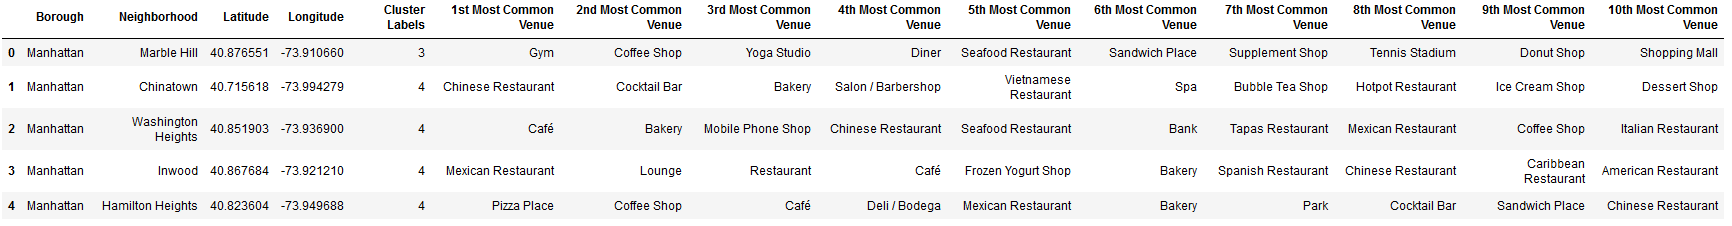 Borough Neighborhood Latitude Longitude Cluster Labels 1st Most Common Venue 2nd Most Common Venue 3rd Most Common Venue 4th Most Common Venue 5th Most Common Venue 6th Most Common Venue 7th Most Common Venue 8th Most Common Venue 9th Most Common Venue 10th Most Common Venue
0 Manhattan Marble Hill 40.876551 -73.910660 3 Gym Coffee Shop Yoga Studio Diner Seafood Restaurant Sandwich Place Supplement Shop Tennis Stadium Donut Shop Shopping Mall
1 Manhattan Chinatown 40.715618 -73.994279 4 Chinese Restaurant Cocktail Bar Bakery Salon / Barbershop Vietnamese Restaurant Spa Bubble Tea Shop Hotpot Restaurant Ice Cream Shop Dessert Shop
2 Manhattan Washington Heights 40.851903 -73.936900 4 Café Bakery Mobile Phone Shop Chinese Restaurant Seafood Restaurant Bank Tapas Restaurant Mexican Restaurant Coffee Shop Italian Restaurant
3 Manhattan Inwood 40.867684 -73.921210 4 Mexican Restaurant Lounge Restaurant Café Frozen Yogurt Shop Bakery Spanish Restaurant Chinese Restaurant Caribbean Restaurant American Restaurant
4 Manhattan Hamilton Heights 40.823604 -73.949688 4 Pizza Place Coffee Shop Café Deli / Bodega Mexican Restaurant Bakery Park Cocktail Bar Sandwich Place Chinese Restaurant